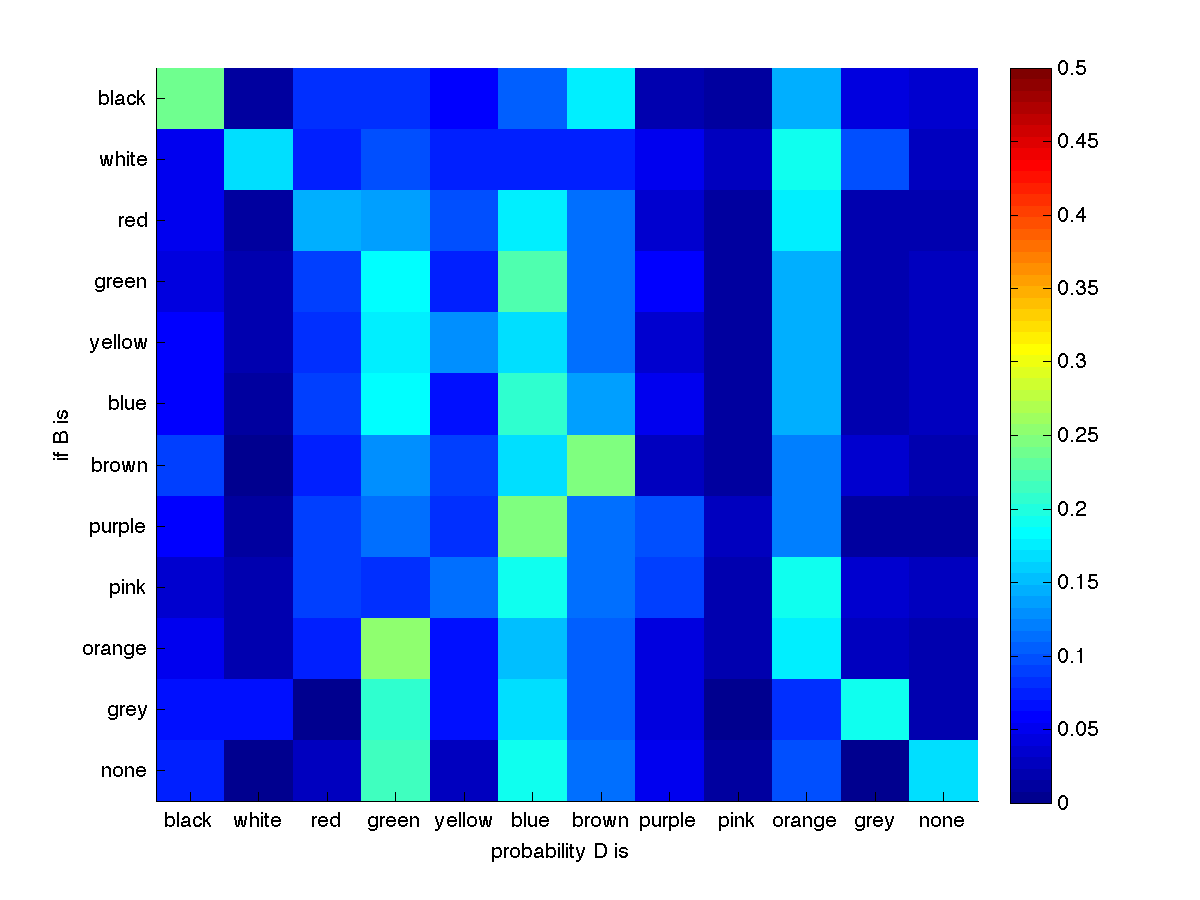 if B is
black
white
red
green
yellow
blue
brown
purple
pink
orange
grey
none
black white red green yellow blue brown purple pink orange grey none
probability D is
0.5
0.45
0.4
0.35
0.3
0.25
0.2
0.15
0.1
0.05
0